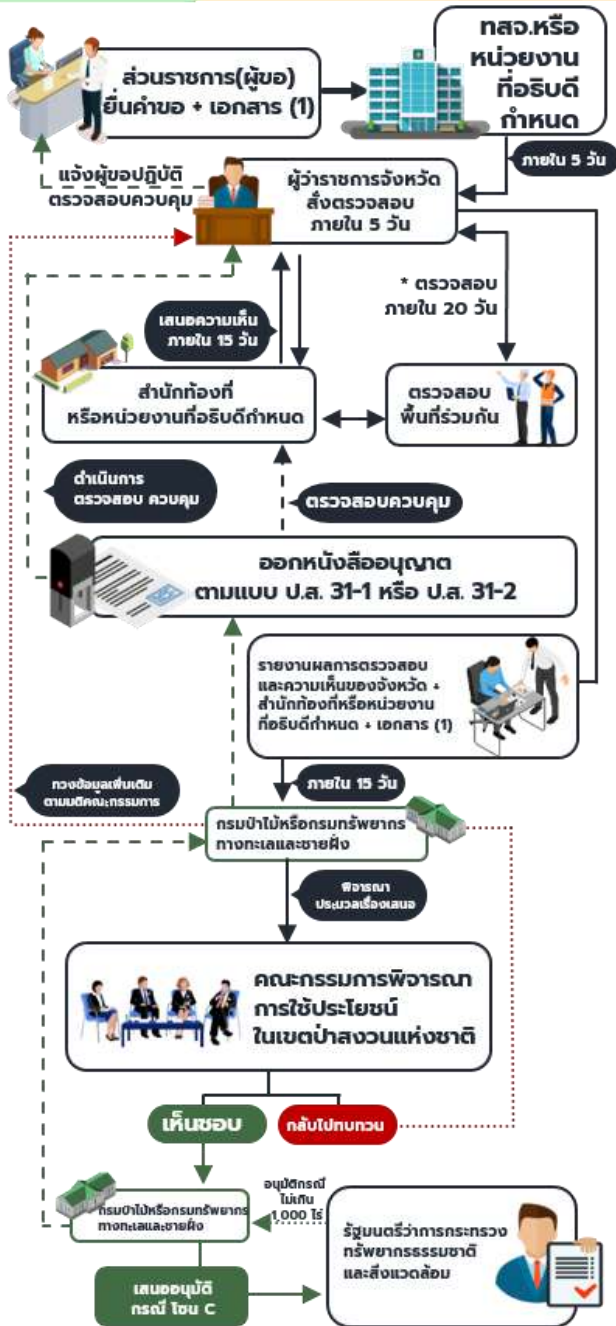 ส่วนราชการ(ผู้ขอ)
ยื่นคำขอ + เอกสาร (1)
ทสจ.หรือ
หน่วยงาน
ที่อธิบดี
กำหนด
ภายใน 5 วัน
แจ้งผู้ขอปฏิบัติ
ตรวจสอบควบคุม
ผู้ว่าราชการจังหวัด
สั่งตรวจสอบ
ภายใน 5 วัน
* ตรวจสอบ
ภายใน 20 วัน
เสนอความเห็น
ภายใน 15 วัน
สำนักท้องที่
หรือหน่วยงานที่อธิบดีกำหนด
ตรวจสอบ
พื้นที่ร่วมกัน
ดำเนินการ
ตรวจสอบ ควบคุม
ตรวจสอบควบคุม
ออกหนังสืออนุญาต
ตามแบบ ป.ส. 31-1 หรือ ป.ส. 31-2
รายงานผลการตรวจสอบ
และความเห็นของจังหวัด +
สำนักท้องที่หรือหน่วยงาน
ที่อธิบดีกำหนด + เอกสาร (1)
ทวงข้อมูลเพิ่มเติม
ตามมติคณะกรรมการ
ภายใน 15 วัน
กรมป่าไม้หรือกรมทรัพยากร
ทางทะเลและชายฝั่ง
พิจารณา
ประมวลเรื่องเสนอ
คณะกรรมการพิจารณา
การใช้ประโยชน์
ในเขตป่าสงวนแห่งชาติ
เห็นชอบ
กลับไปทบทวน
อนุมัติกรณี
ไม่เกิน
1,000 ไร่
กรมป่าไม้หรือกรมทรัพยากร
ทางทะเลและชายฝั่ง
รัฐมนตรีว่าการกระทรวง
ทรัพยากรธรรมชาติ
และสิ่งแวดล้อม
เสนออนุมัติ
กรณี โซน C